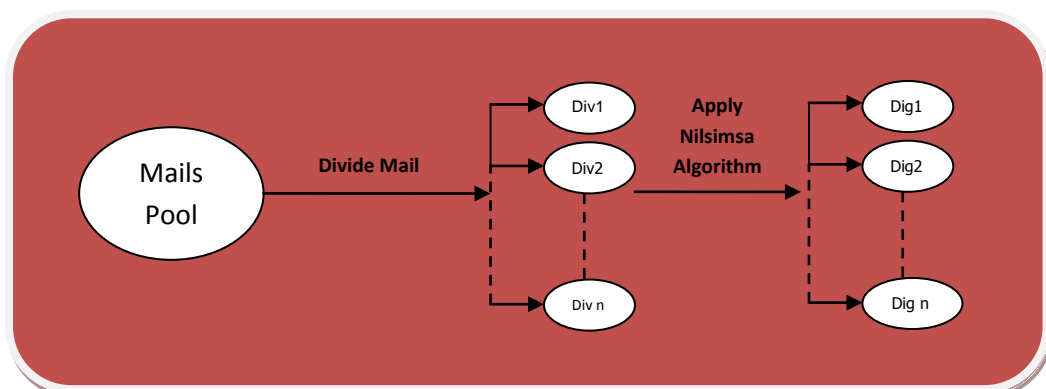 Mails
Pool
Divide Mail
Div1
Div2
Div n
Apply
Nilsimsa
Algorithm
Dig1
Dig2
Dig n